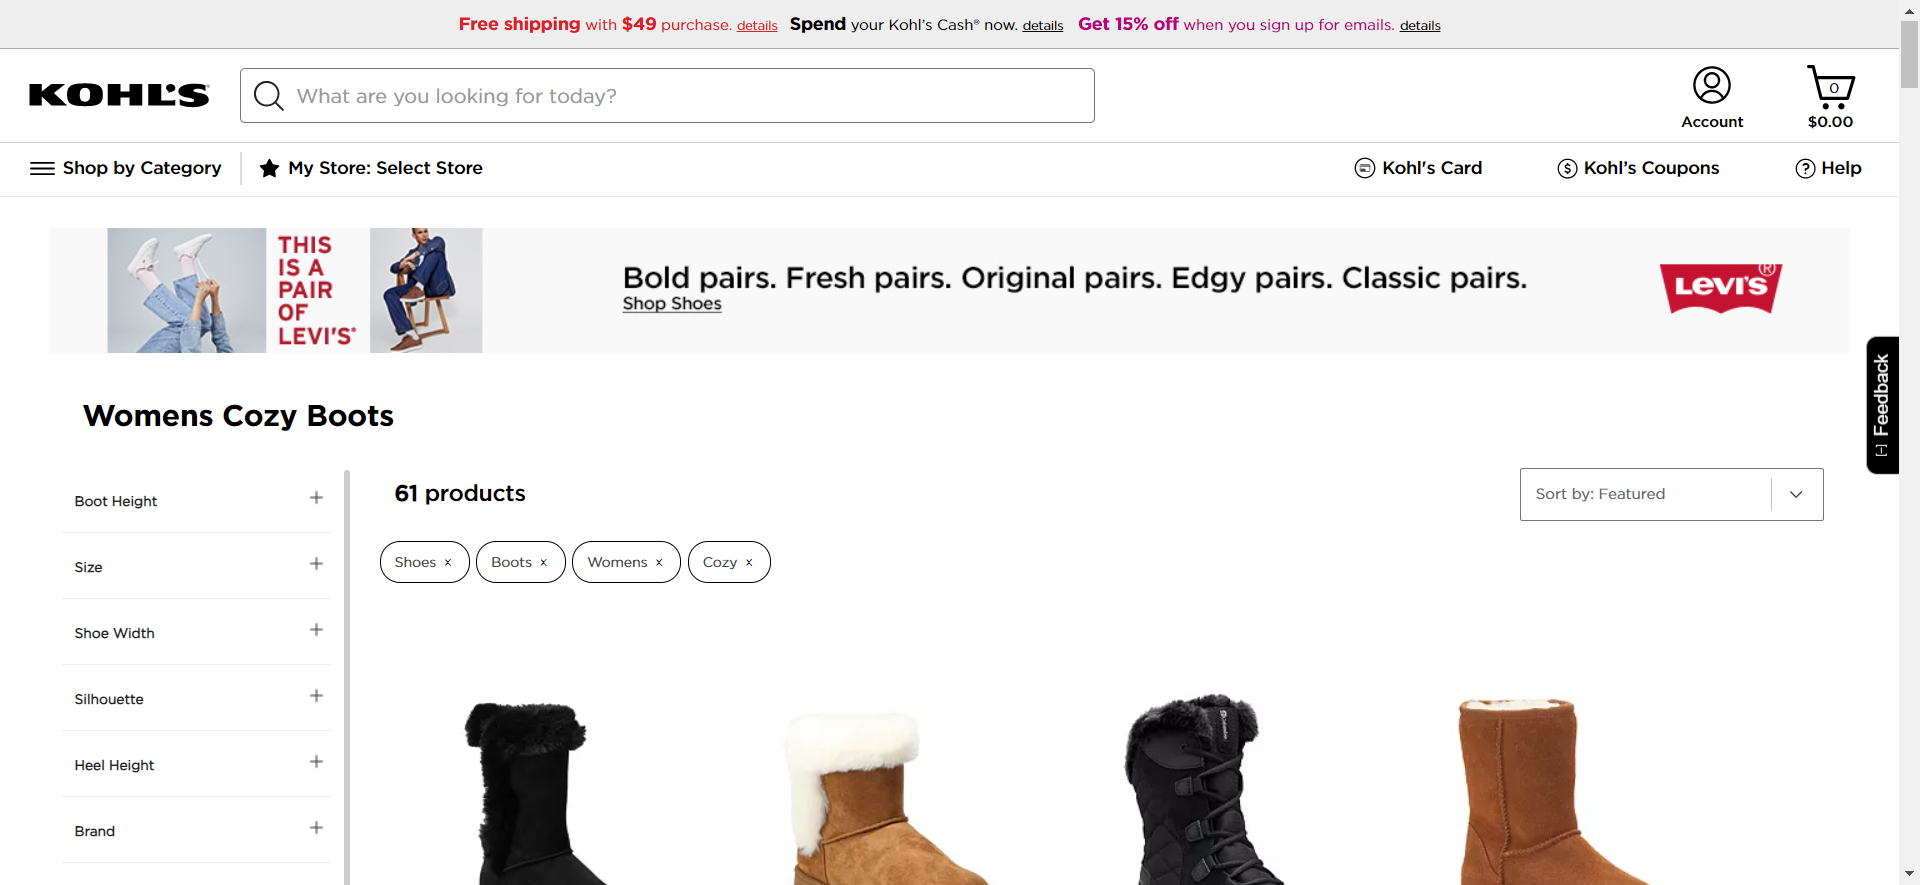 Free shipping with $49 purchase. details Spend your Kohl's Cash® now. details Get 15% off when you sign up for emails. details
KOHL'S
What are you looking for today?
0
Account
$0.00
Shop by Category
My Store: Select Store
Kohl's Card
$ Kohl's Coupons
? Help
THIS
IS A
PAIR
OF
LEVI'S®
Bold pairs. Fresh pairs. Original pairs. Edgy pairs. Classic pairs.
Shop Shoes
LEVI'S®
[-] Feedback
Womens Cozy Boots
Boot Height +
Size +
Shoe Width +
Silhouette +
Heel Height +
Brand +
61 products
Sort by: Featured
Shoes x
Boots x
Womens x
Cozy x
Columbia